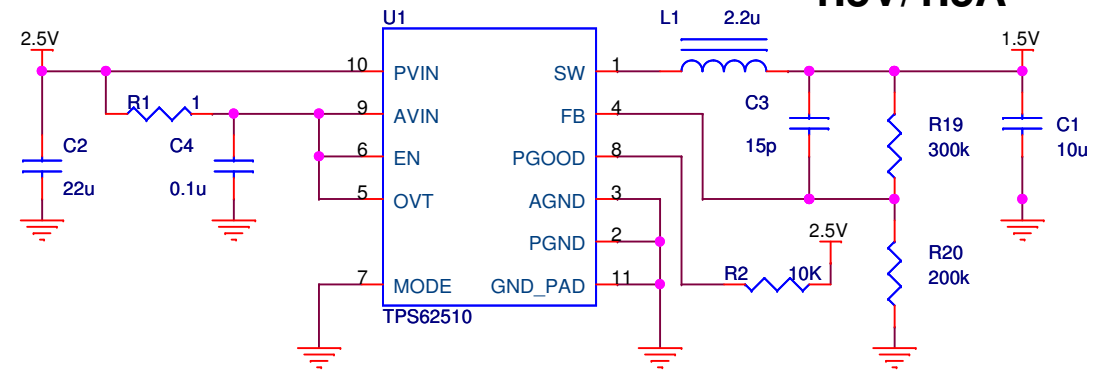 U1
L1 2.2u
2.5V
1.5V
10 PVIN SW 1
R1 1
9 AVIN FB 4
C3
C2 C4
R19
C1
6 EN PGOOD 8
15p
300k
10u
22u 0.1u
5 OVT AGND 3
2.5V
PGND 2
R20
R2 10K
200k
7 MODE GND_PAD 11
TPS62510